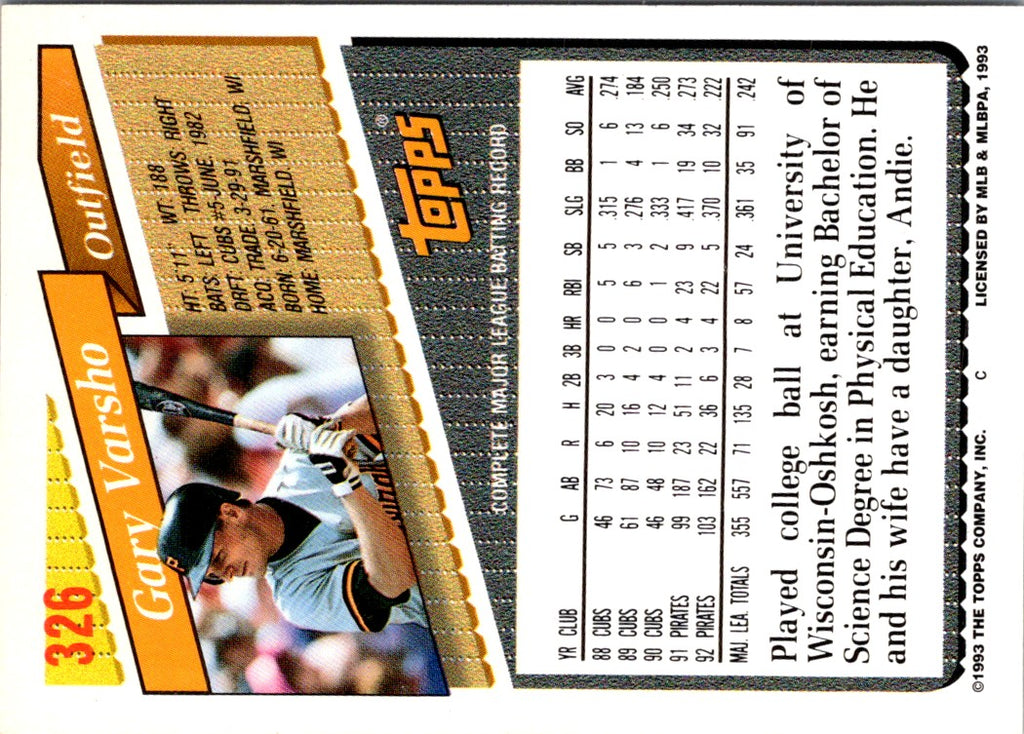 326
Gary Varsho
Outfield
HT: 5'11" WT: 188
BATS: LEFT THROWS: RIGHT
DRFT: CUBS #5-JUNE, 1982
ACQ: TRADE, 3-29-91
BORN: 6-20-61, MARSHFIELD, WI
HOME: MARSHFIELD, WI
TOPPS®
COMPLETE MAJOR LEAGUE BATTING RECORD
YR CLUB G AB R H 2B 3B HR RBI SB SLG BB SO AVG
88 CUBS 46 73 6 20 3 0 0 5 5 .315 1 6 .274
89 CUBS 61 87 10 16 4 2 0 6 3 .276 4 13 .184
90 CUBS 46 48 10 12 4 0 0 1 2 .333 1 6 .250
91 PIRATES 99 187 23 51 11 2 4 23 9 .417 19 34 .273
92 PIRATES 103 162 22 36 6 3 4 22 5 .370 10 32 .222
MAJ. LEA. TOTALS 355 557 71 135 28 7 8 57 24 .361 35 91 .242
Played college ball at University of
Wisconsin-Oshkosh, earning Bachelor of
Science Degree in Physical Education. He
and his wife have a daughter, Andie.
©1993 THE TOPPS COMPANY, INC. C LICENSED BY MLB & MLBPA, 1993